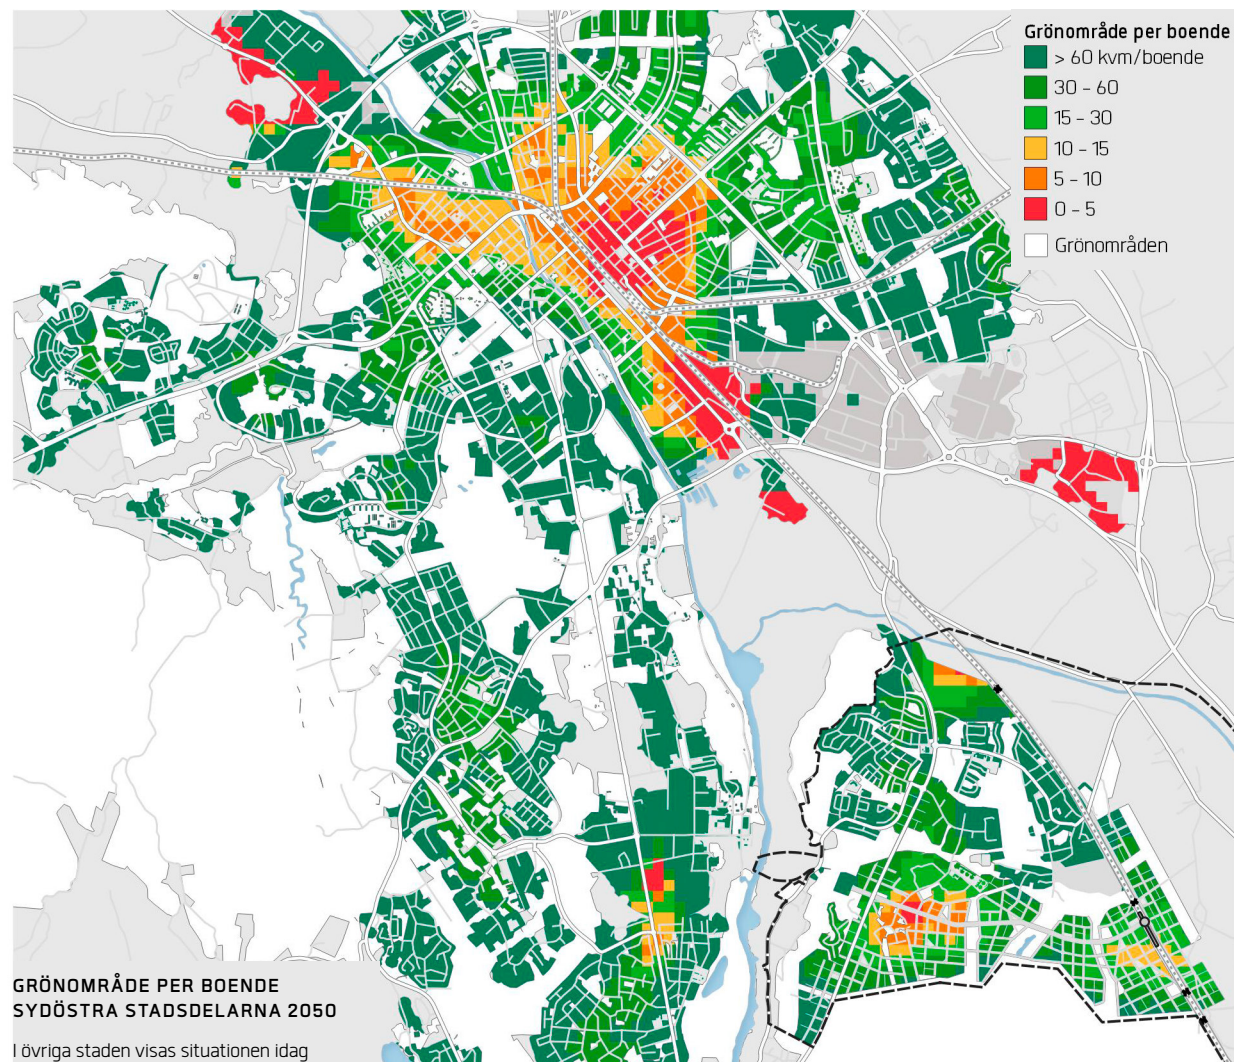 Grönområde per boende
> 60 kvm/boende
30 – 60
15 – 30
10 – 15
5 – 10
0 – 5
Grönområden
GRÖNOMRÅDE PER BOENDE
SYDÖSTRA STADSDELARNA 2050
I övriga staden visas situationen idag